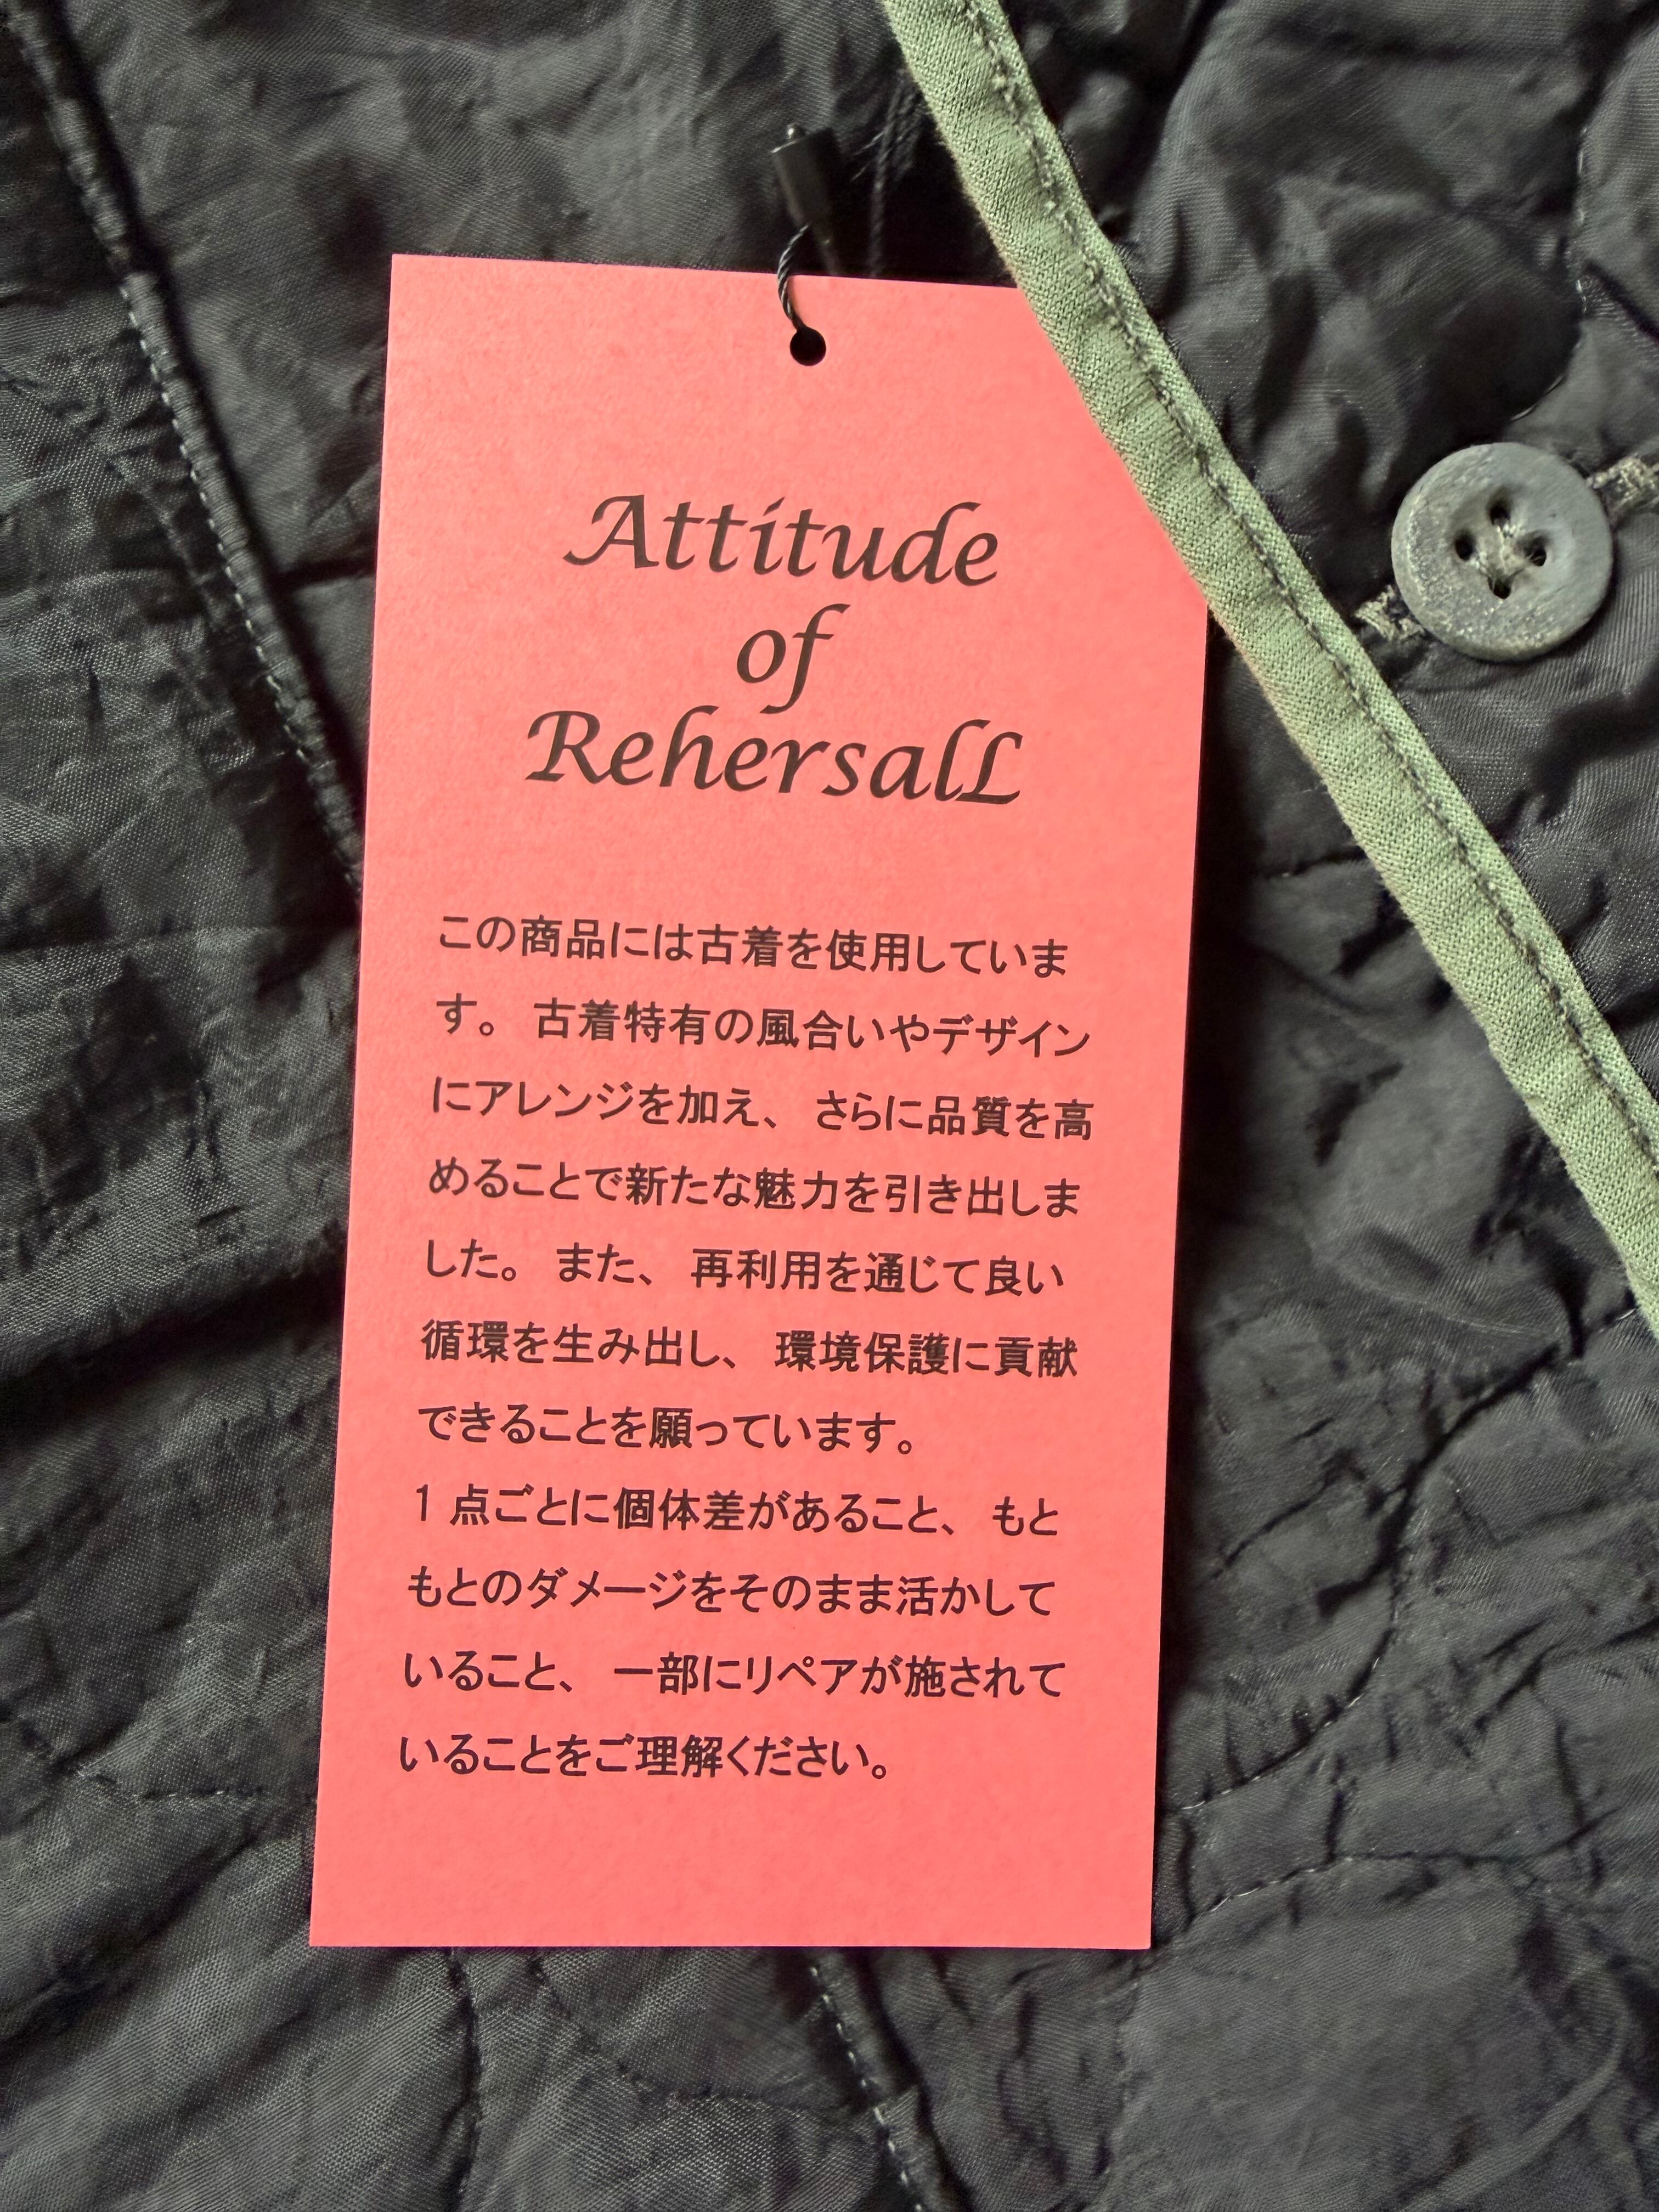 Attitude
of
RehersalL
この商品には古着を使用していま
す。 古着特有の風合いやデザイン
にアレンジを加え、 さらに品質を高
めることで新たな魅力を引き出しま
した。 また、 再利用を通じて良い
循環を生み出し、 環境保護に貢献
できることを願っています。
1 点ごとに個体差があること、 もと
もとのダメージをそのまま活かして
いること、 一部にリペアが施されて
いることをご理解ください。